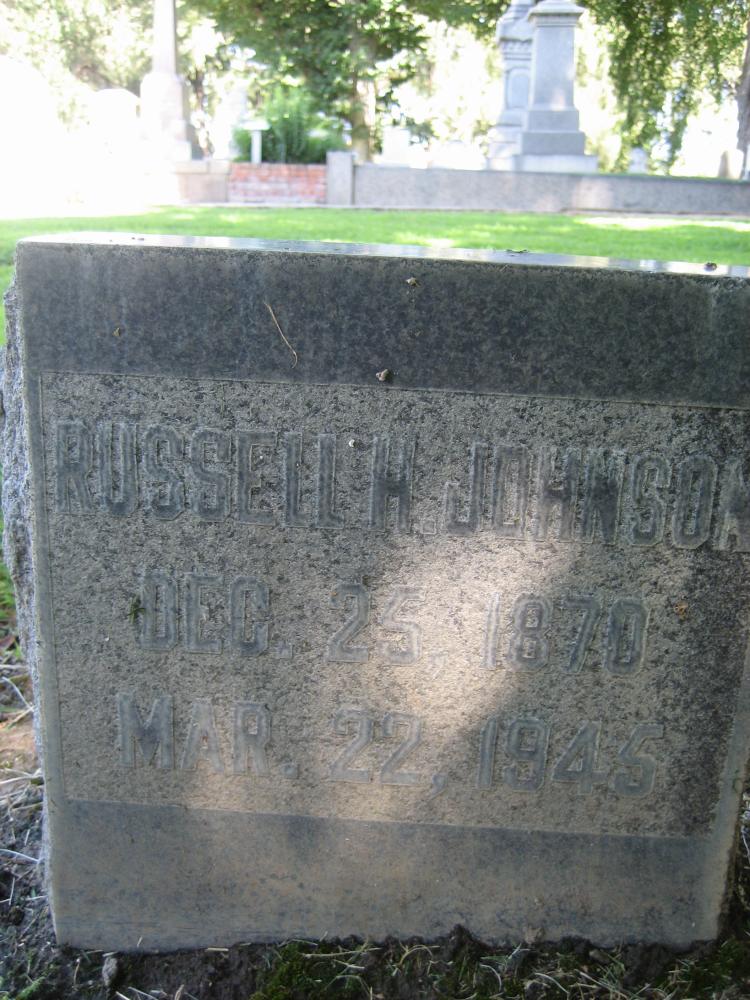 RUSSELL H. JOHNSON
DEC. 25, 1870
MAR. 22, 1945